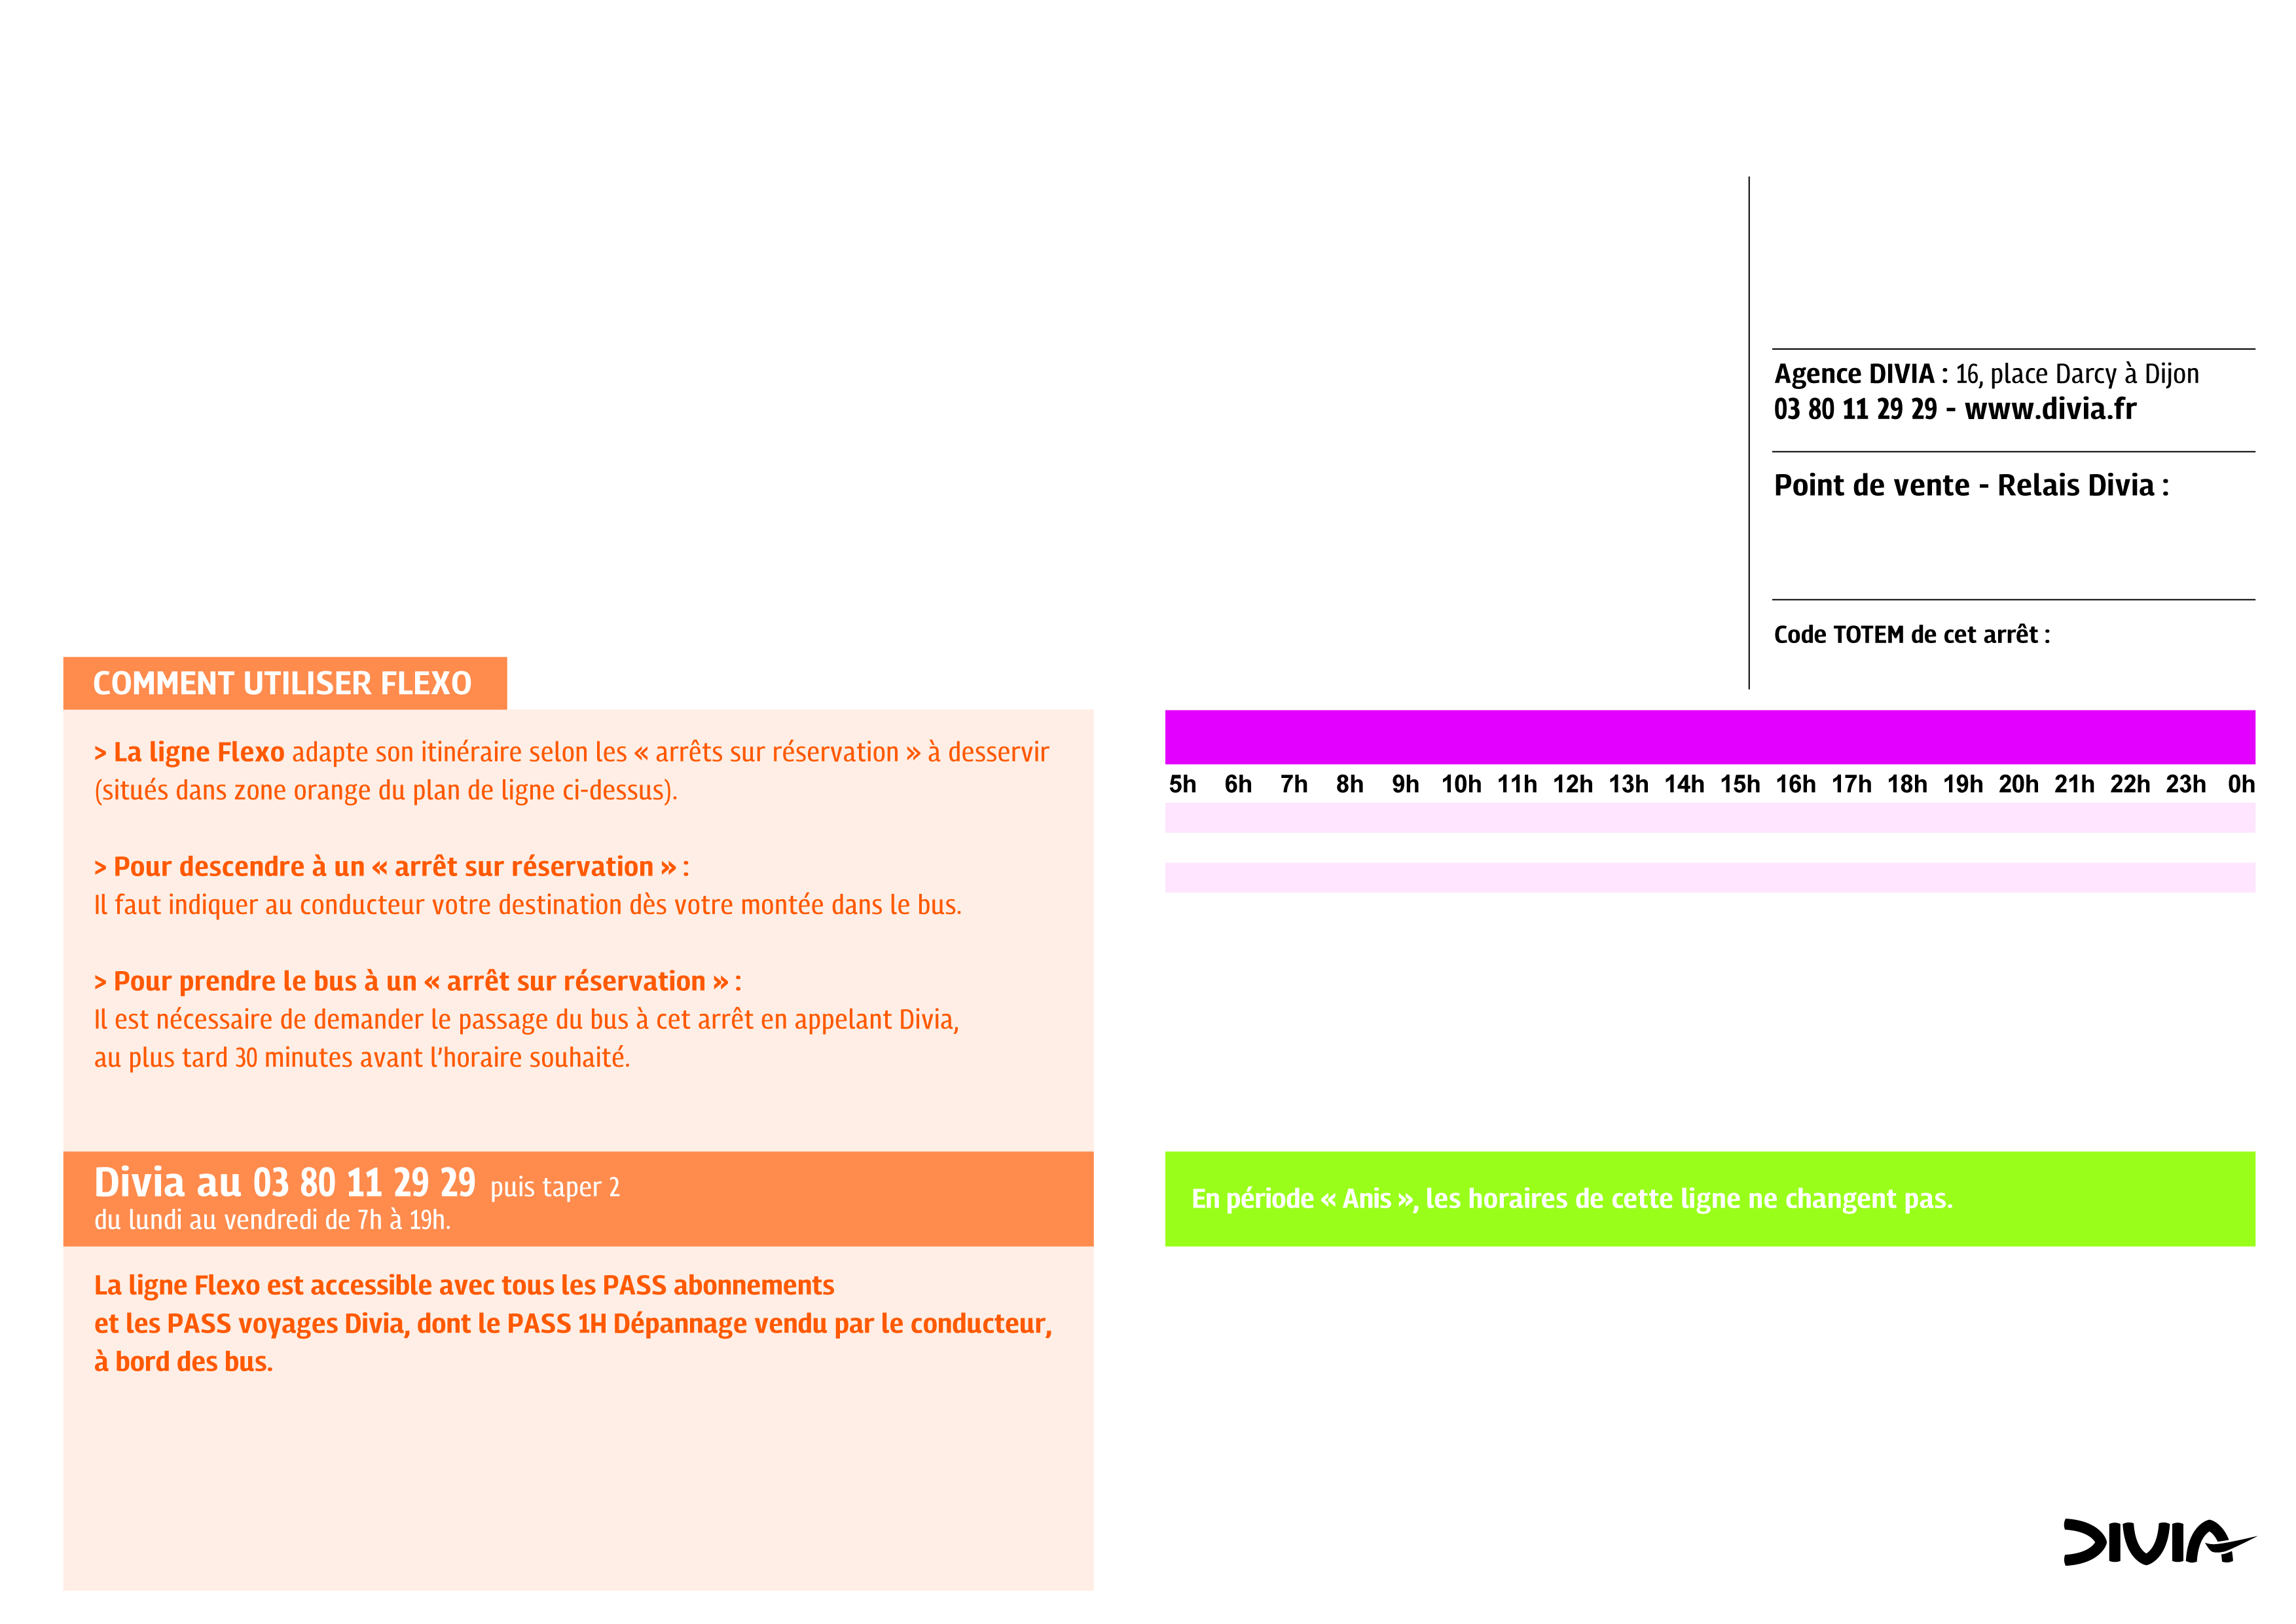 Agence DIVIA : 16, place Darcy à Dijon
03 80 11 29 29 - www.divia.fr
Point de vente - Relais Divia :
Code TOTEM de cet arrêt :
COMMENT UTILISER FLEXO
> La ligne Flexo adapte son itinéraire selon les « arrêts sur réservation » à desservir
(situés dans zone orange du plan de ligne ci-dessus).
> Pour descendre à un « arrêt sur réservation » :
Il faut indiquer au conducteur votre destination dès votre montée dans le bus.
> Pour prendre le bus à un « arrêt sur réservation » :
Il est nécessaire de demander le passage du bus à cet arrêt en appelant Divia,
au plus tard 30 minutes avant l'horaire souhaité.
Divia au 03 80 11 29 29 puis taper 2
du lundi au vendredi de 7h à 19h.
La ligne Flexo est accessible avec tous les PASS abonnements
et les PASS voyages Divia, dont le PASS 1H Dépannage vendu par le conducteur,
à bord des bus.
5h 6h 7h 8h 9h 10h 11h 12h 13h 14h 15h 16h 17h 18h 19h 20h 21h 22h 23h 0h
En période « Anis », les horaires de cette ligne ne changent pas.
DIVIA